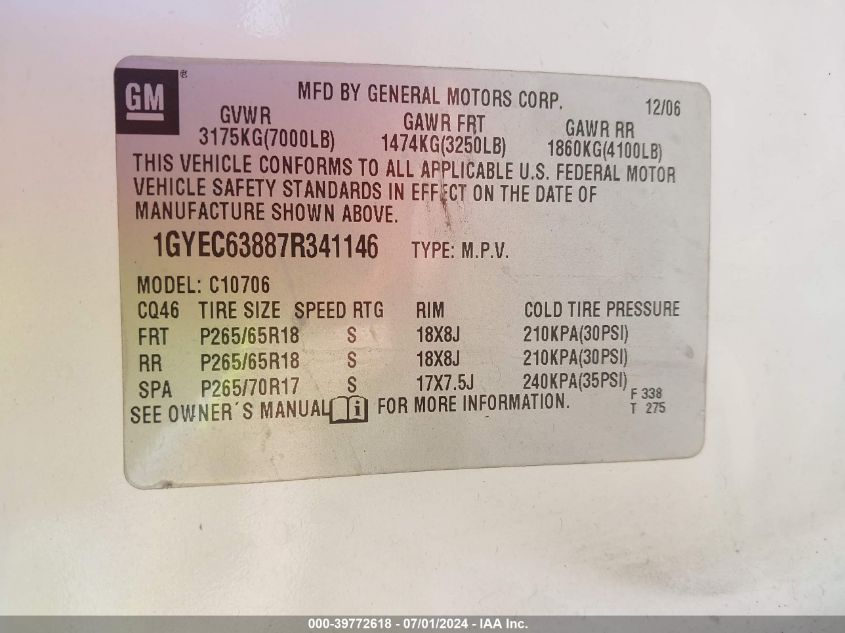 GM ®
MFD BY GENERAL MOTORS CORP. 12/06
GVWR GAWR FRT GAWR RR
3175KG(7000LB) 1474KG(3250LB) 1860KG(4100LB)
THIS VEHICLE CONFORMS TO ALL APPLICABLE U.S. FEDERAL MOTOR
VEHICLE SAFETY STANDARDS IN EFFECT ON THE DATE OF
MANUFACTURE SHOWN ABOVE.
1GYEC63887R341146 TYPE: M.P.V.
MODEL: C10706
CQ46 TIRE SIZE SPEED RTG RIM COLD TIRE PRESSURE
FRT P265/65R18 S 18X8J 210KPA(30PSI)
RR P265/65R18 S 18X8J 210KPA(30PSI)
SPA P265/70R17 S 17X7.5J 240KPA(35PSI)
SEE OWNER´S MANUAL i FOR MORE INFORMATION.
F 338
T 275
000-39772618 - 07/01/2024 - IAA Inc.